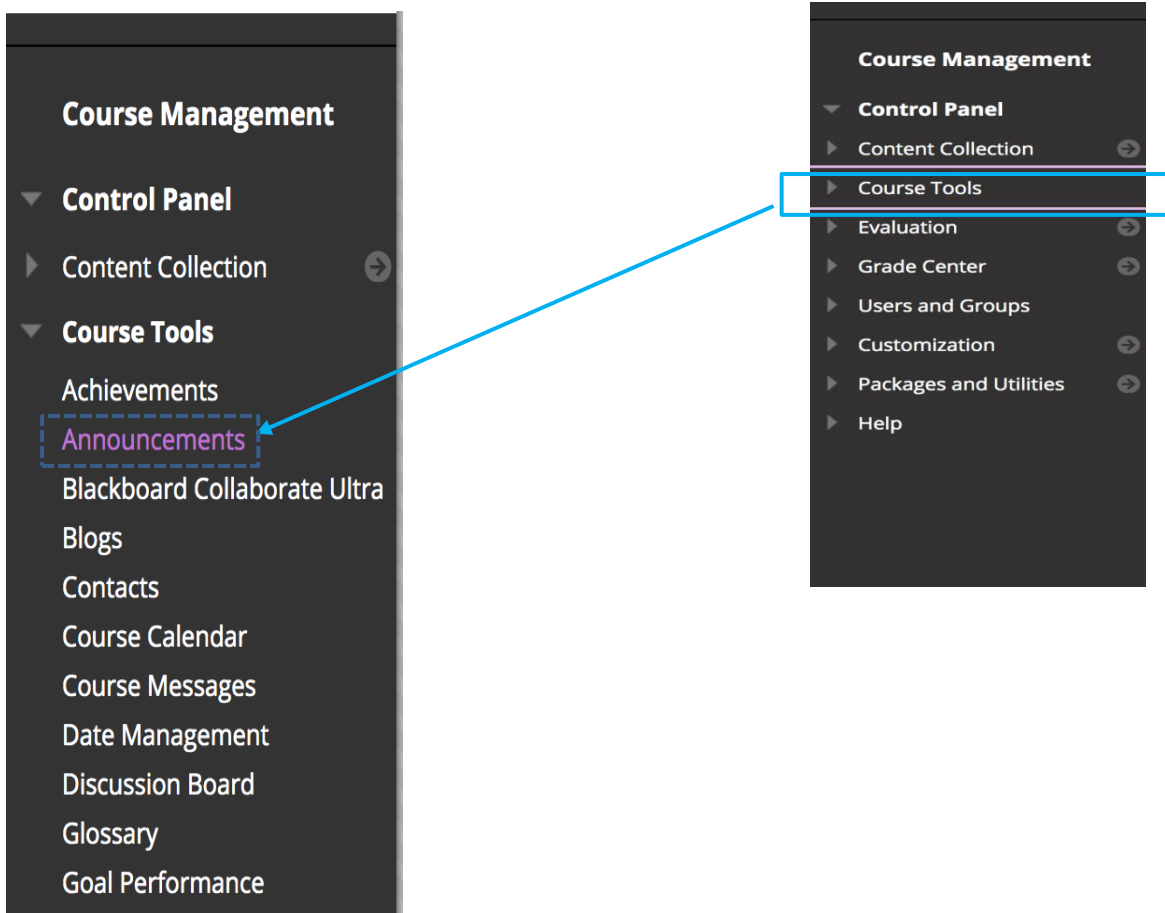 Course Management
Control Panel
Content Collection
Course Tools
Achievements
Announcements
Blackboard Collaborate Ultra
Blogs
Contacts
Course Calendar
Course Messages
Date Management
Discussion Board
Glossary
Goal Performance
Course Management
Control Panel
Content Collection
Course Tools
Evaluation
Grade Center
Users and Groups
Customization
Packages and Utilities
Help